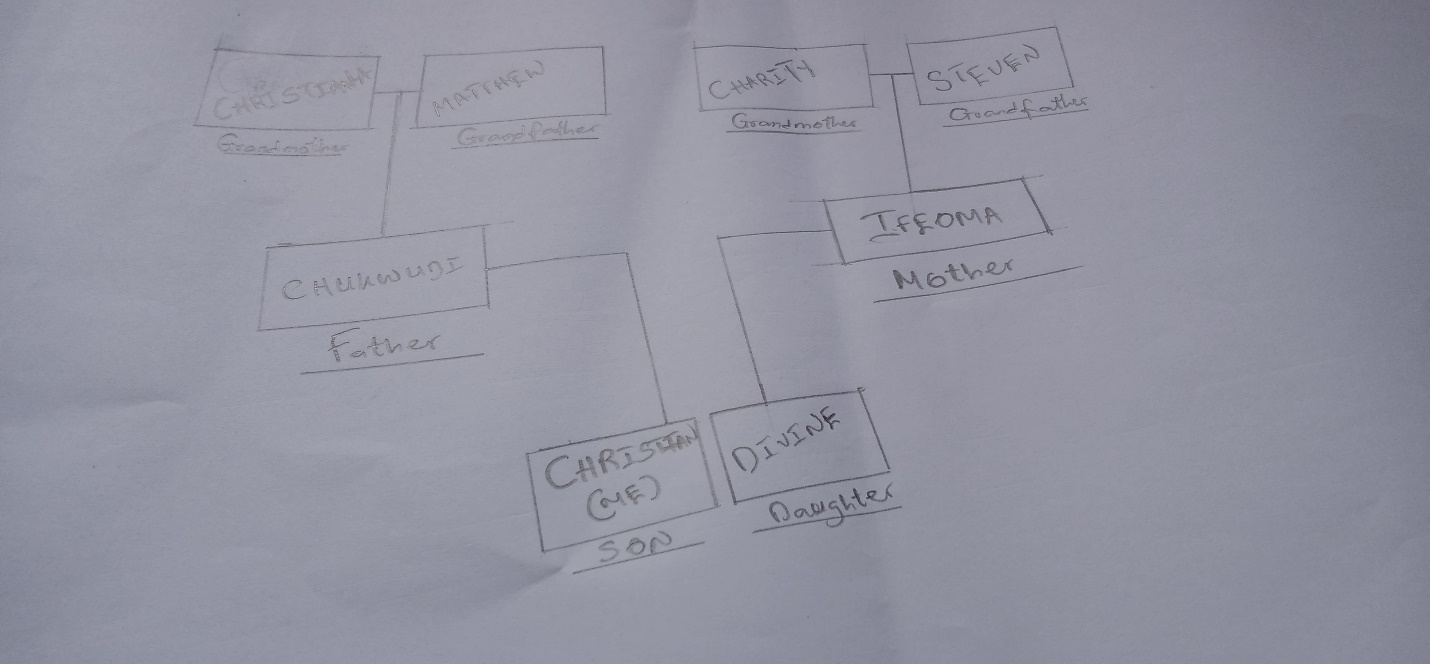 CHRISTIANA
MATTHEW
CHARITY
STEVEN
Grandmother
Grandfather
Grandmother
Grandfather
CHUKWUDI
Father
IFEOMA
Mother
CHRISTIAN
(ME)
SON
DIVINE
Daughter